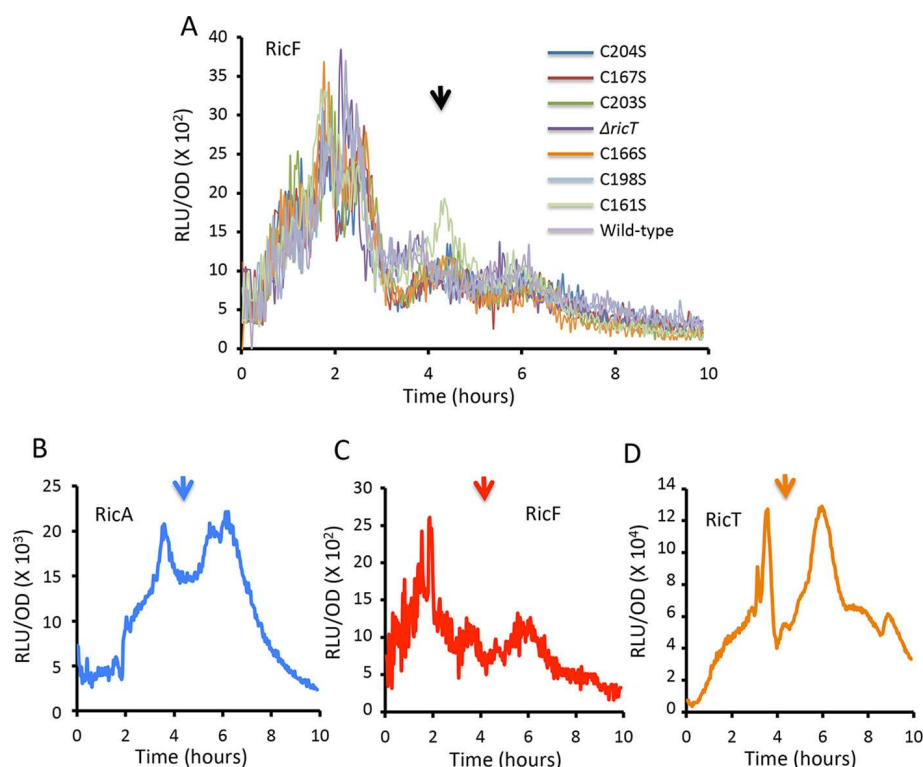 A
RicF
RLU/OD (X 10²)
40
35
30
25
20
15
10
5
0
0 2 4 6 8 10
Time (hours)
C204S
C167S
C203S
ΔricT
C166S
C198S
C161S
Wild-type
B
RicA
RLU/OD (X 10³)
25
20
15
10
5
0
0 2 4 6 8 10
Time (hours)
C
RicF
RLU/OD (X 10²)
30
25
20
15
10
5
0
0 2 4 6 8 10
Time (hours)
D
RicT
RLU/OD (X 10⁴)
14
12
10
8
6
4
2
0
0 2 4 6 8 10
Time (hours)